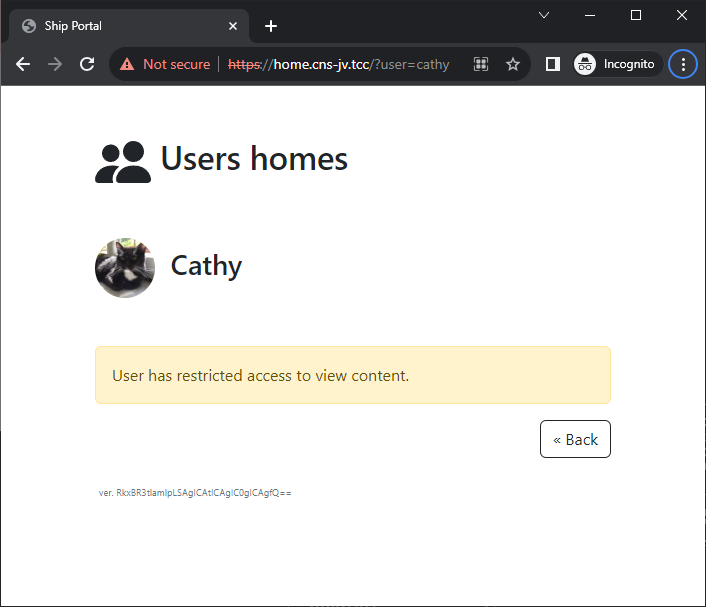 Ship Portal
Not secure | https://home.cns-jv.tcc/?user=cathy
Incognito
Users homes
Cathy
User has restricted access to view content.
« Back
ver. RkxBR3tIamlpLSAgICAtICAgIC0gICAgfQ==